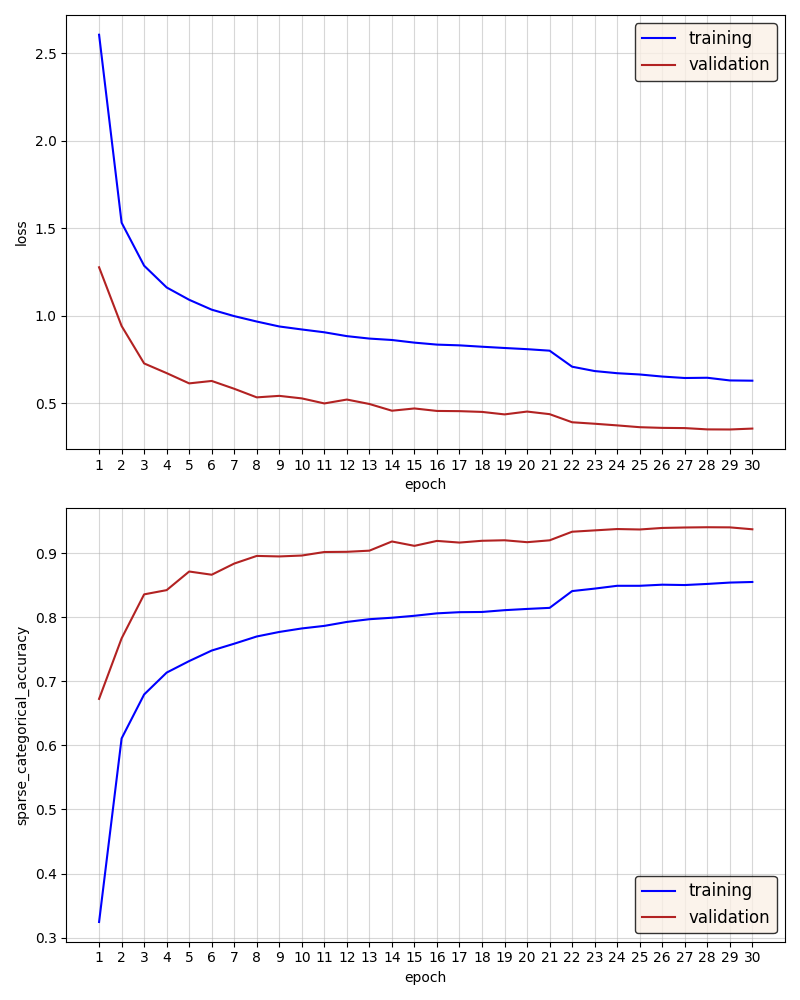 2.5
2.0
1.5
1.0
0.5
loss
training
validation
1 2 3 4 5 6 7 8 9 10 11 12 13 14 15 16 17 18 19 20 21 22 23 24 25 26 27 28 29 30
epoch
0.9
0.8
0.7
0.6
0.5
0.4
0.3
sparse_categorical_accuracy
training
validation
1 2 3 4 5 6 7 8 9 10 11 12 13 14 15 16 17 18 19 20 21 22 23 24 25 26 27 28 29 30
epoch